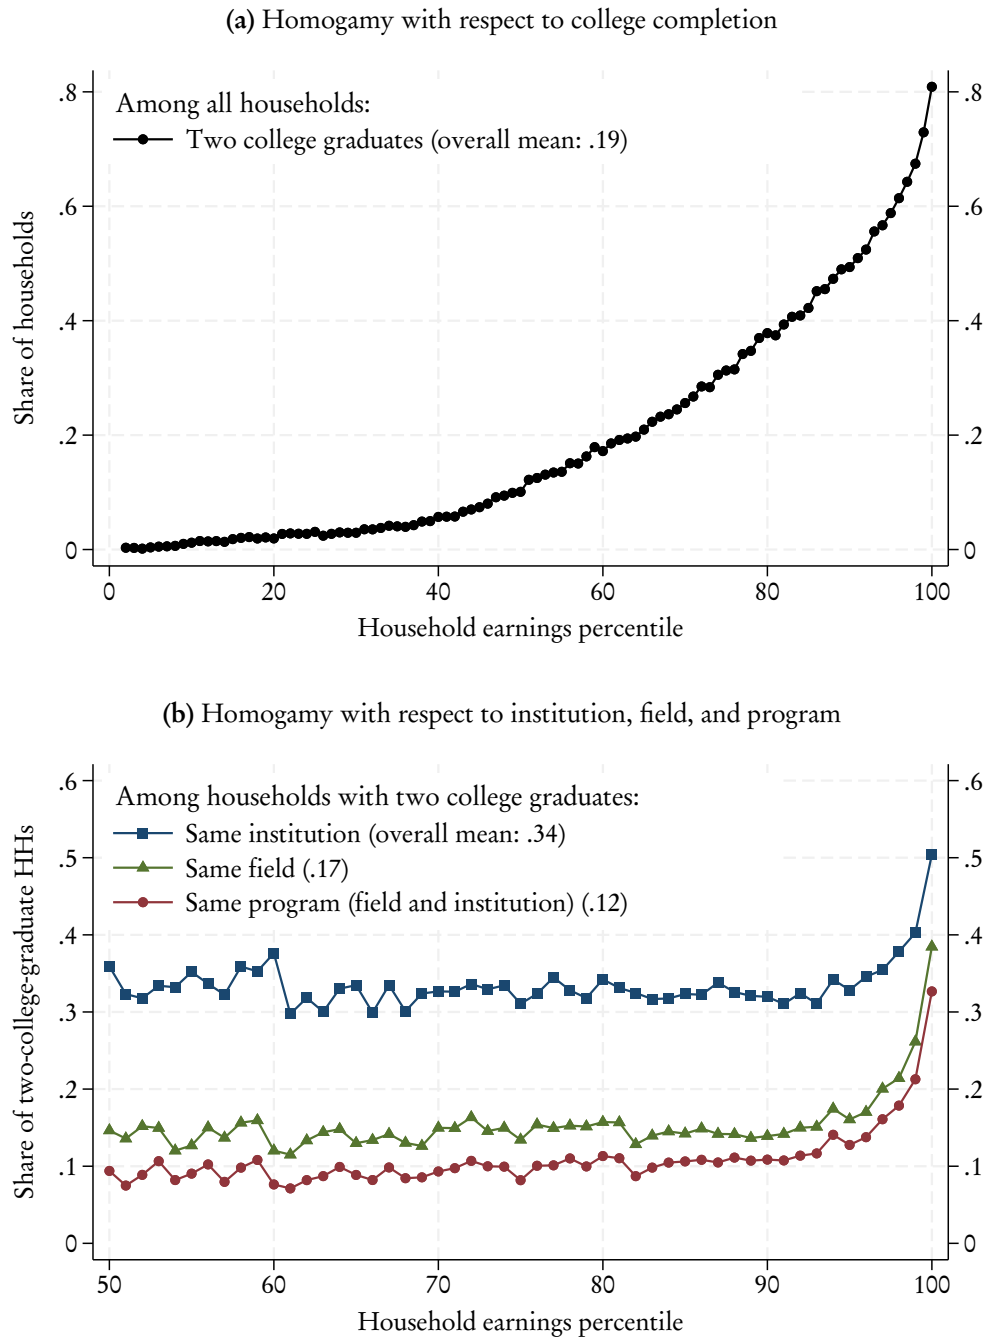 (a) Homogamy with respect to college completion
Among all households:
Two college graduates (overall mean: .19)
Share of households
.8 .8
.6 .6
.4 .4
.2 .2
0 0
0 20 40 60 80 100
Household earnings percentile
(b) Homogamy with respect to institution, field, and program
Among households with two college graduates:
Same institution (overall mean: .34)
Same field (.17)
Same program (field and institution) (.12)
Share of two-college-graduate HHs
.6 .6
.5 .5
.4 .4
.3 .3
.2 .2
.1 .1
0 0
50 60 70 80 90 100
Household earnings percentile